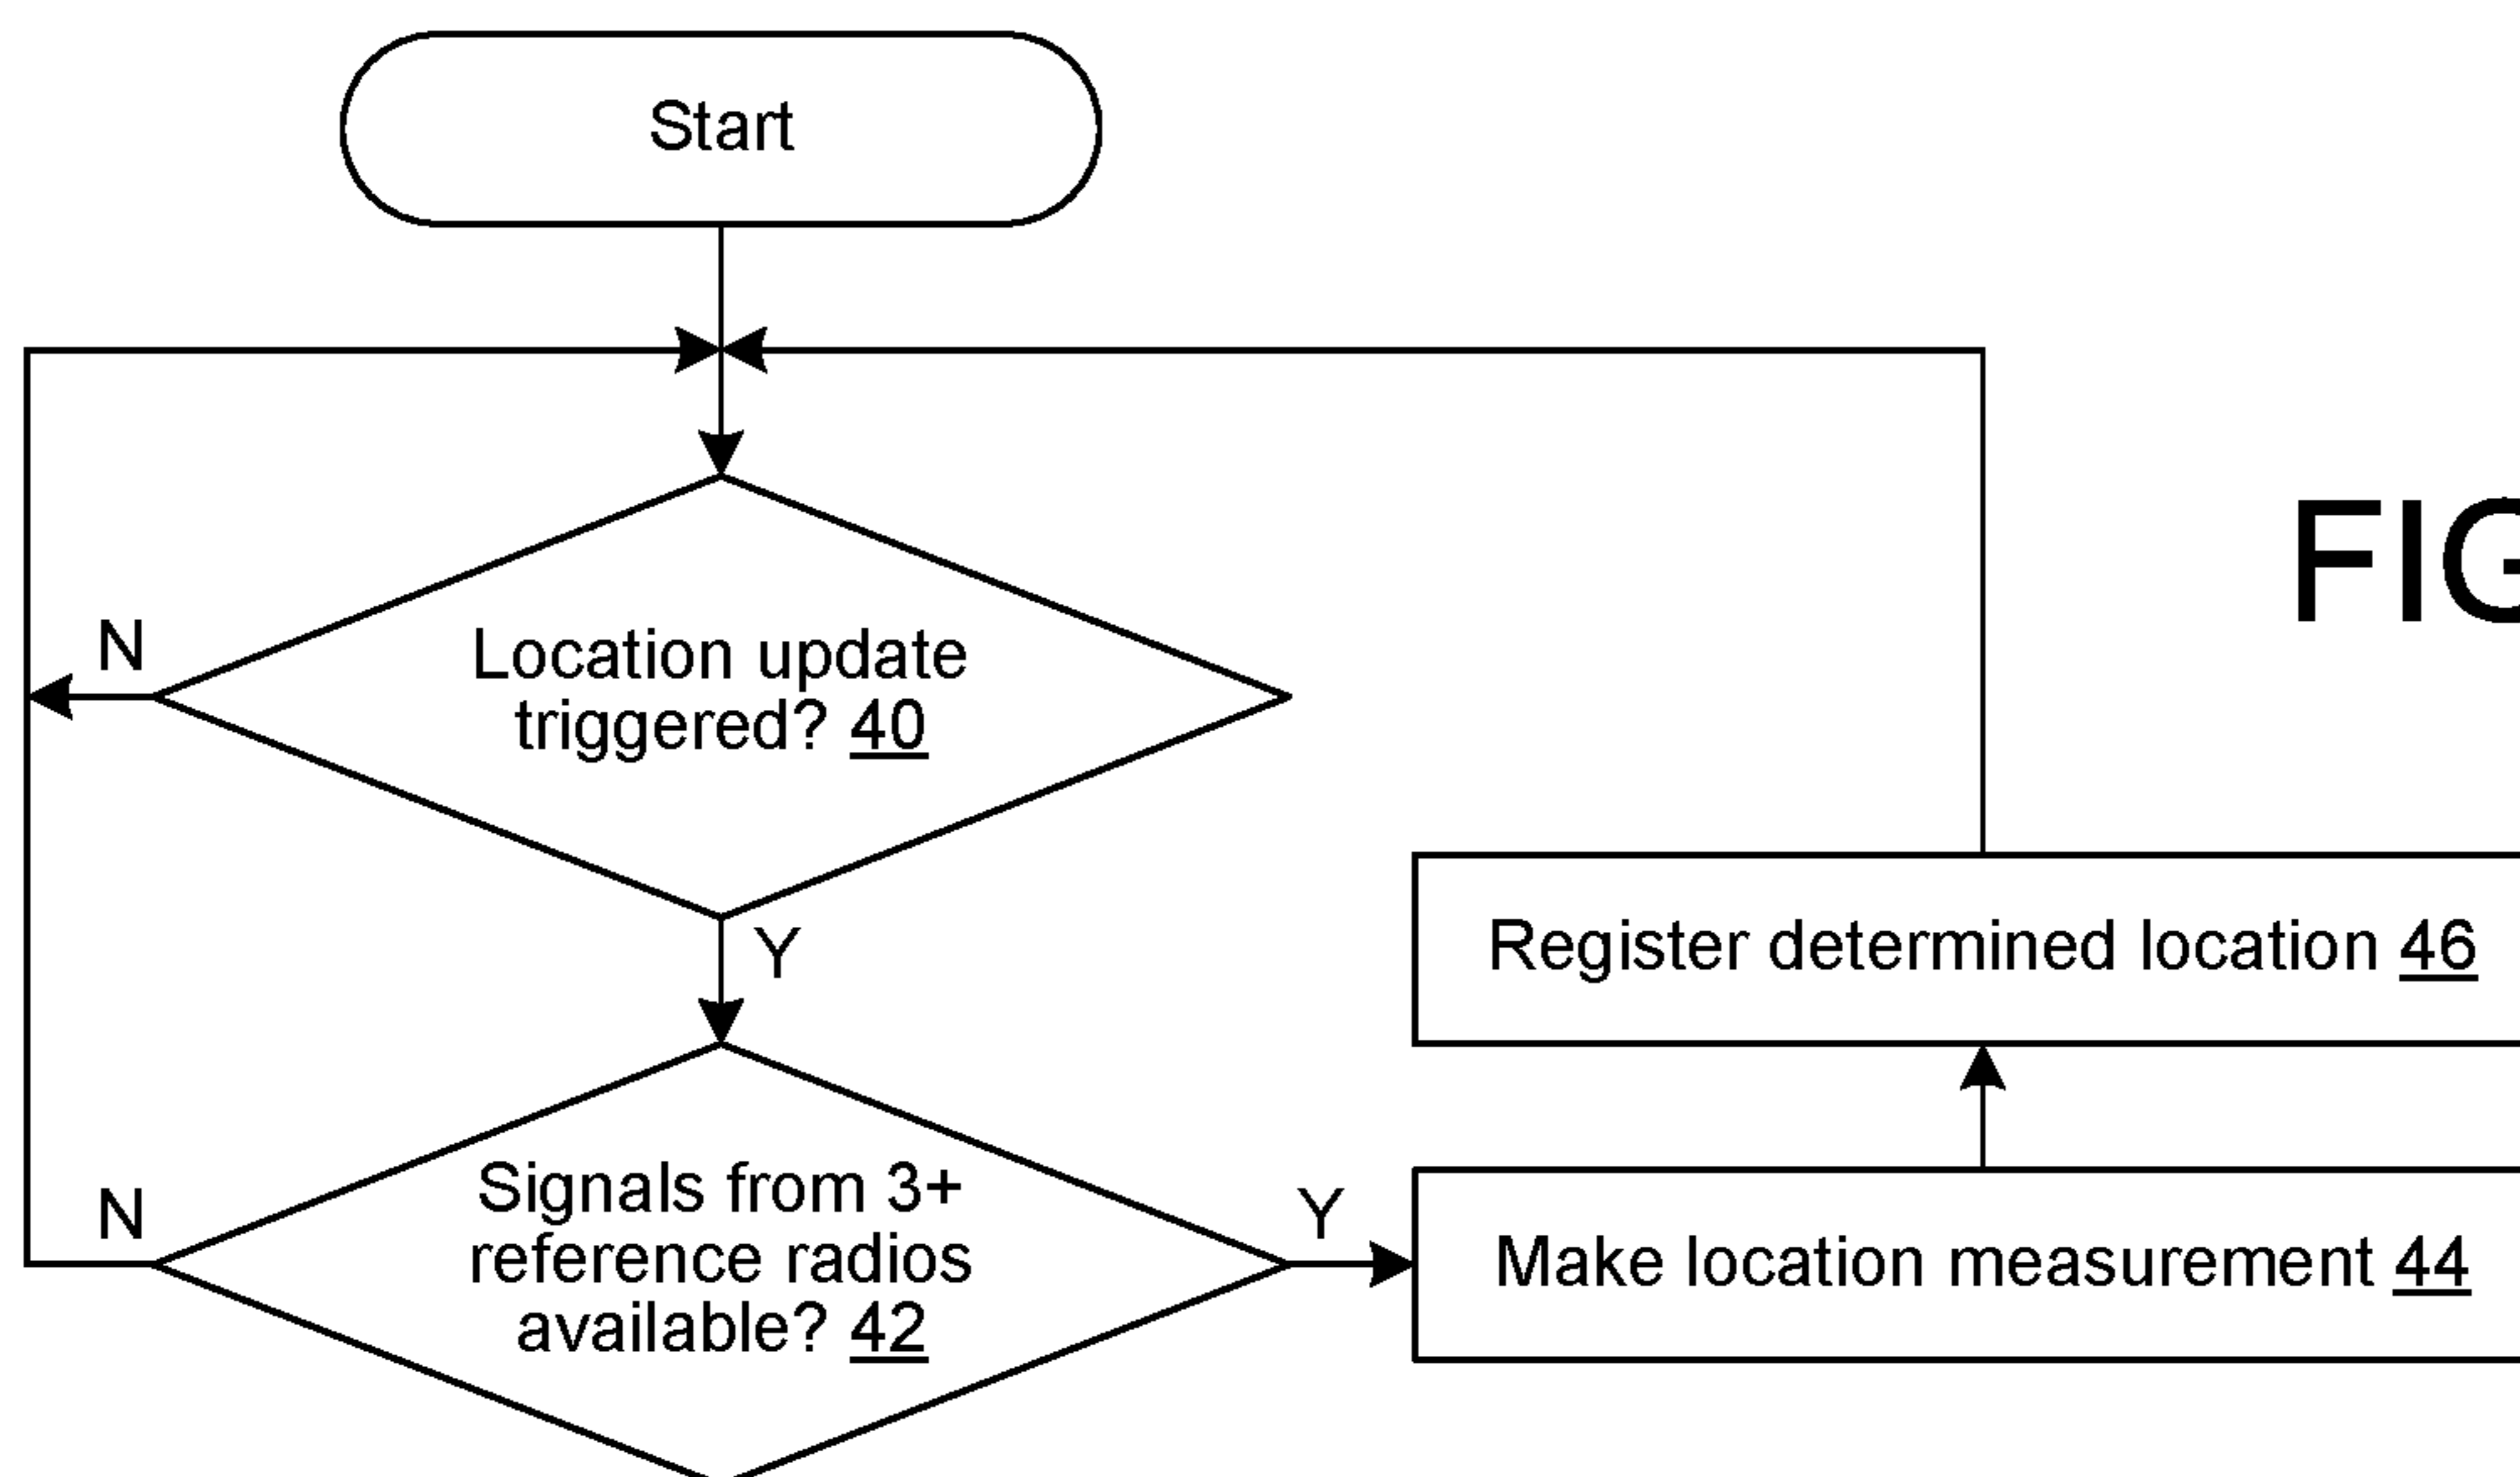 Start
N
Location update
triggered? 40
Y
FIG
Register determined location 46
N
Signals from 3+
reference radios
available? 42
Y
Make location measurement 44